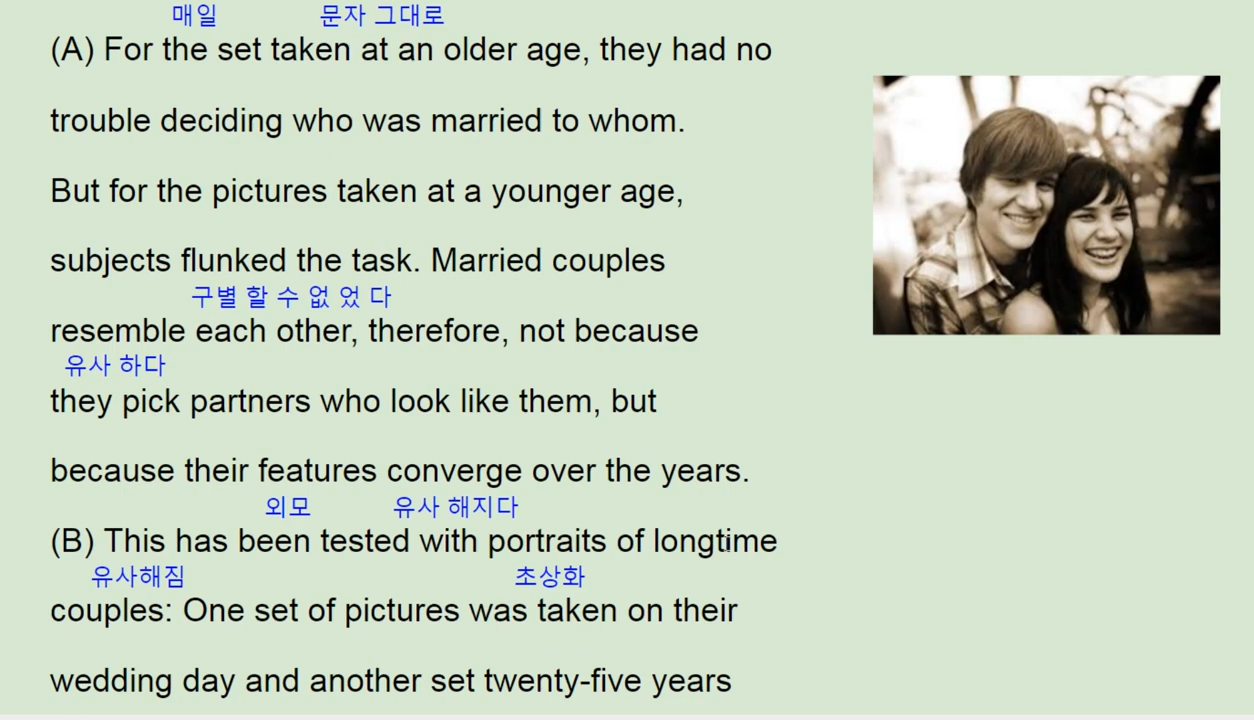 매일 문자 그대로
(A) For the set taken at an older age, they had no
trouble deciding who was married to whom.
But for the pictures taken at a younger age,
subjects flunked the task. Married couples
구별 할 수 없 었 다
resemble each other, therefore, not because
유사 하다
they pick partners who look like them, but
because their features converge over the years.
외모 유사 해지다
(B) This has been tested with portraits of longtime
유사해짐 초상화
couples: One set of pictures was taken on their
wedding day and another set twenty-five years